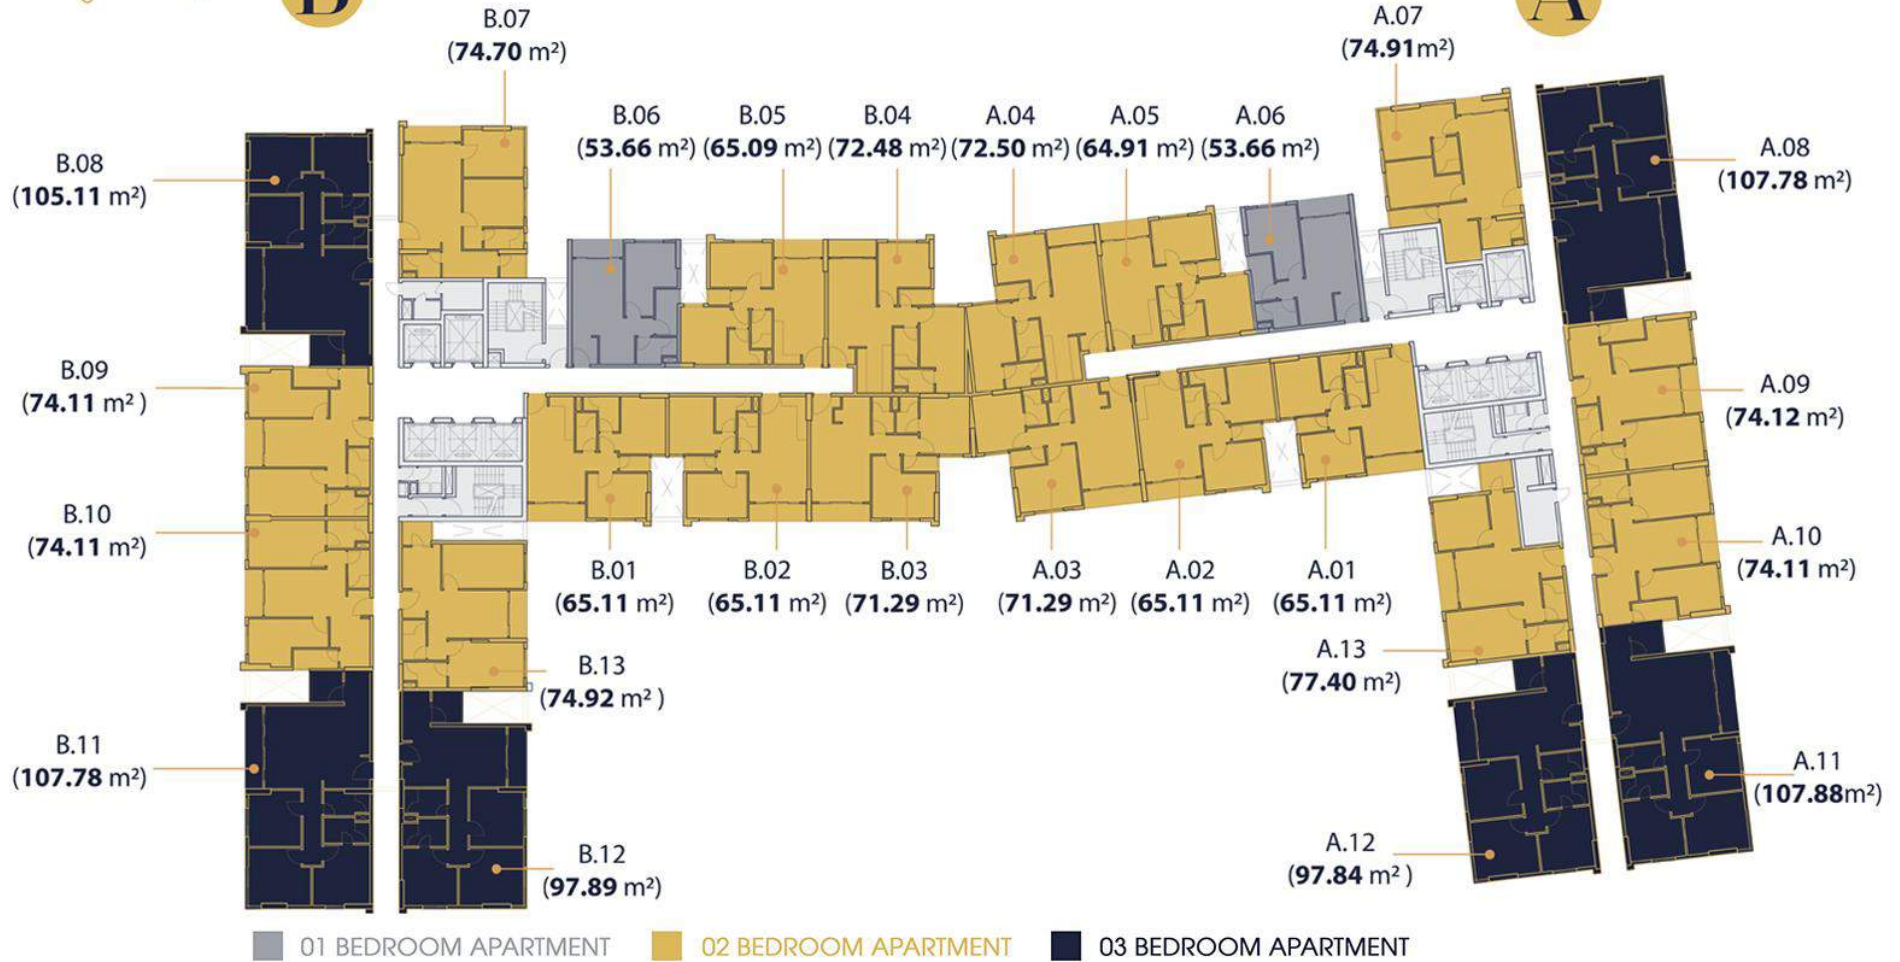 B
A
B.07
(74.70 m²)
A.07
(74.91m²)
B.06
(53.66 m²)
B.05
(65.09 m²)
B.04
(72.48 m²)
A.04
(72.50 m²)
A.05
(64.91 m²)
A.06
(53.66 m²)
B.08
(105.11 m²)
A.08
(107.78 m²)
B.09
(74.11 m² )
A.09
(74.12 m²)
B.10
(74.11 m²)
A.10
(74.11 m²)
B.01
(65.11 m²)
B.02
(65.11 m²)
B.03
(71.29 m²)
A.03
(71.29 m²)
A.02
(65.11 m²)
A.01
(65.11 m²)
B.13
(74.92 m² )
A.13
(77.40 m²)
B.11
(107.78 m²)
A.11
(107.88m²)
B.12
(97.89 m²)
A.12
(97.84 m² )
01 BEDROOM APARTMENT
02 BEDROOM APARTMENT
03 BEDROOM APARTMENT